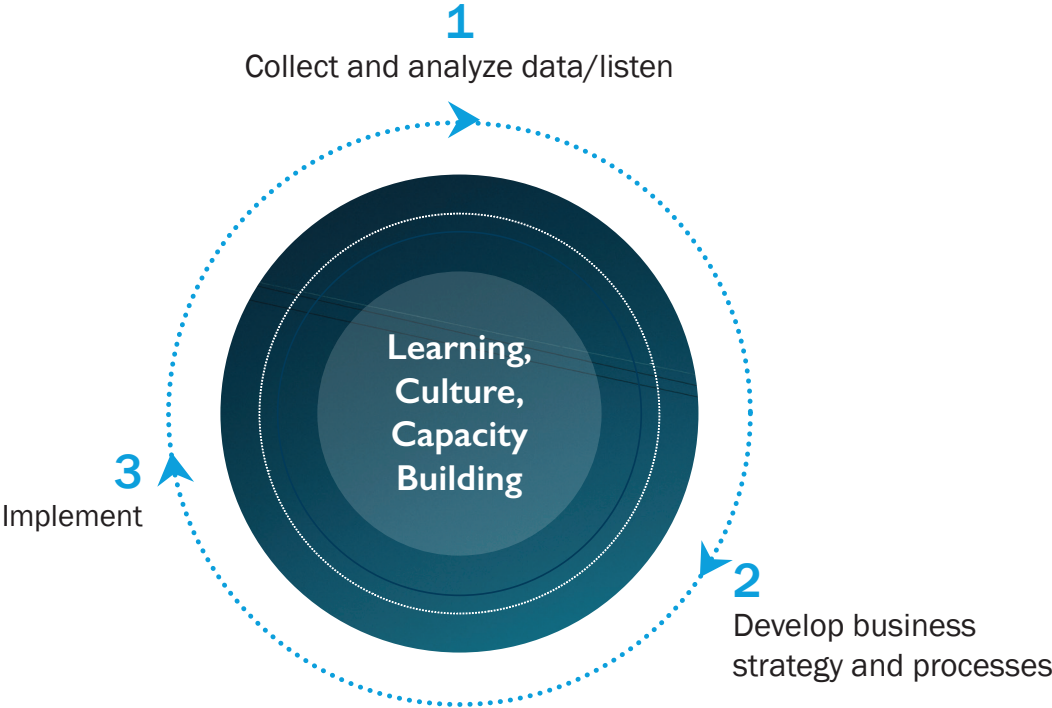 1
Collect and analyze data/listen
Learning,
Culture,
Capacity
Building
2
Develop business
strategy and processes
3
Implement